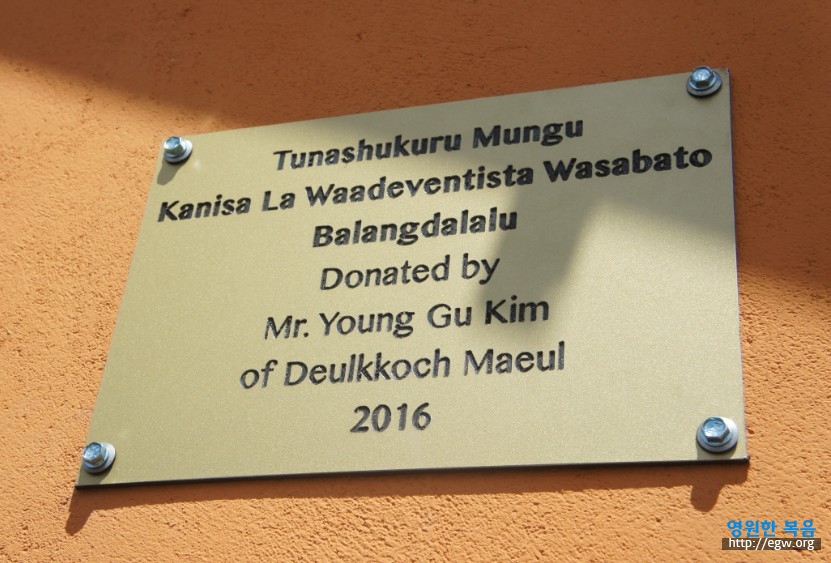 Tunashukuru Mungu
Kanisa La Waadeventista Wasabato
Balangdalalu
Donated by
Mr. Young Gu Kim
of Deulkkoch Maeul
2016
영원한 복음
http://egw.org